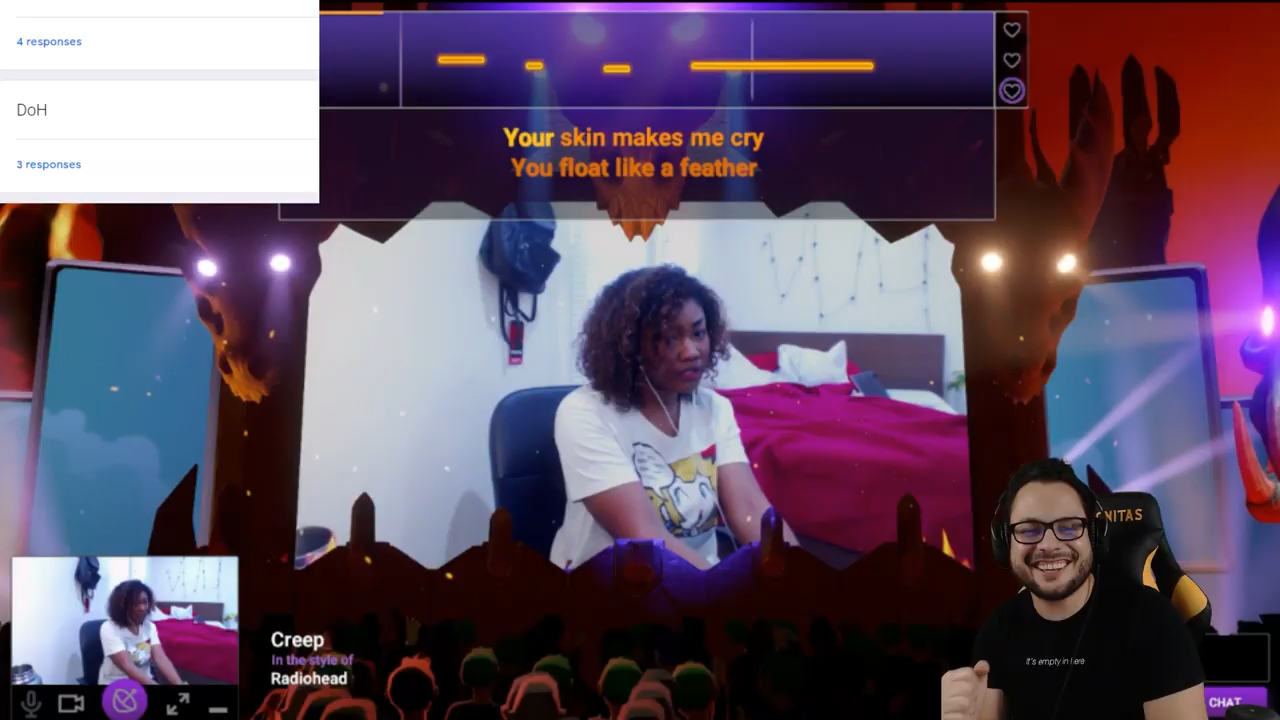 4 responses
DoH
3 responses
Your skin makes me cry
You float like a feather
NITAS
It's empty in here
Creep
In the style of
Radiohead
CHAT